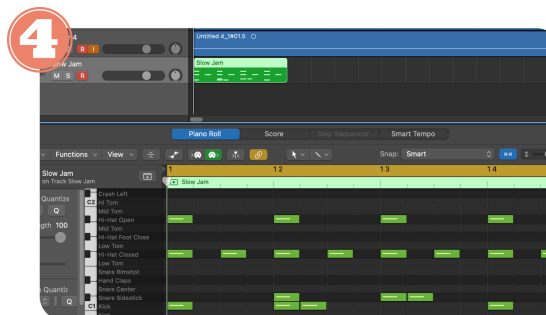 4
4
R I
Untitled 4_1#01.5
Slow Jam
M S R
Slow Jam
Piano Roll Score Step Sequencer Smart Tempo
Functions View Snap: Smart
Slow Jam
on Track Slow Jam
1 1 2 1 3 1 4
Slow Jam
Crash Left
Quantize
C2 Hi Tom
Q
Mid Tom
Hi-Hat Open
100
Mid Tom
Hi-Hat Foot Close
Low Tom
Hi-Hat Closed
Low Tom
Snare Rimshot
Hand Claps
Snare Center
Snare Sidestick
Q
C1 Kick